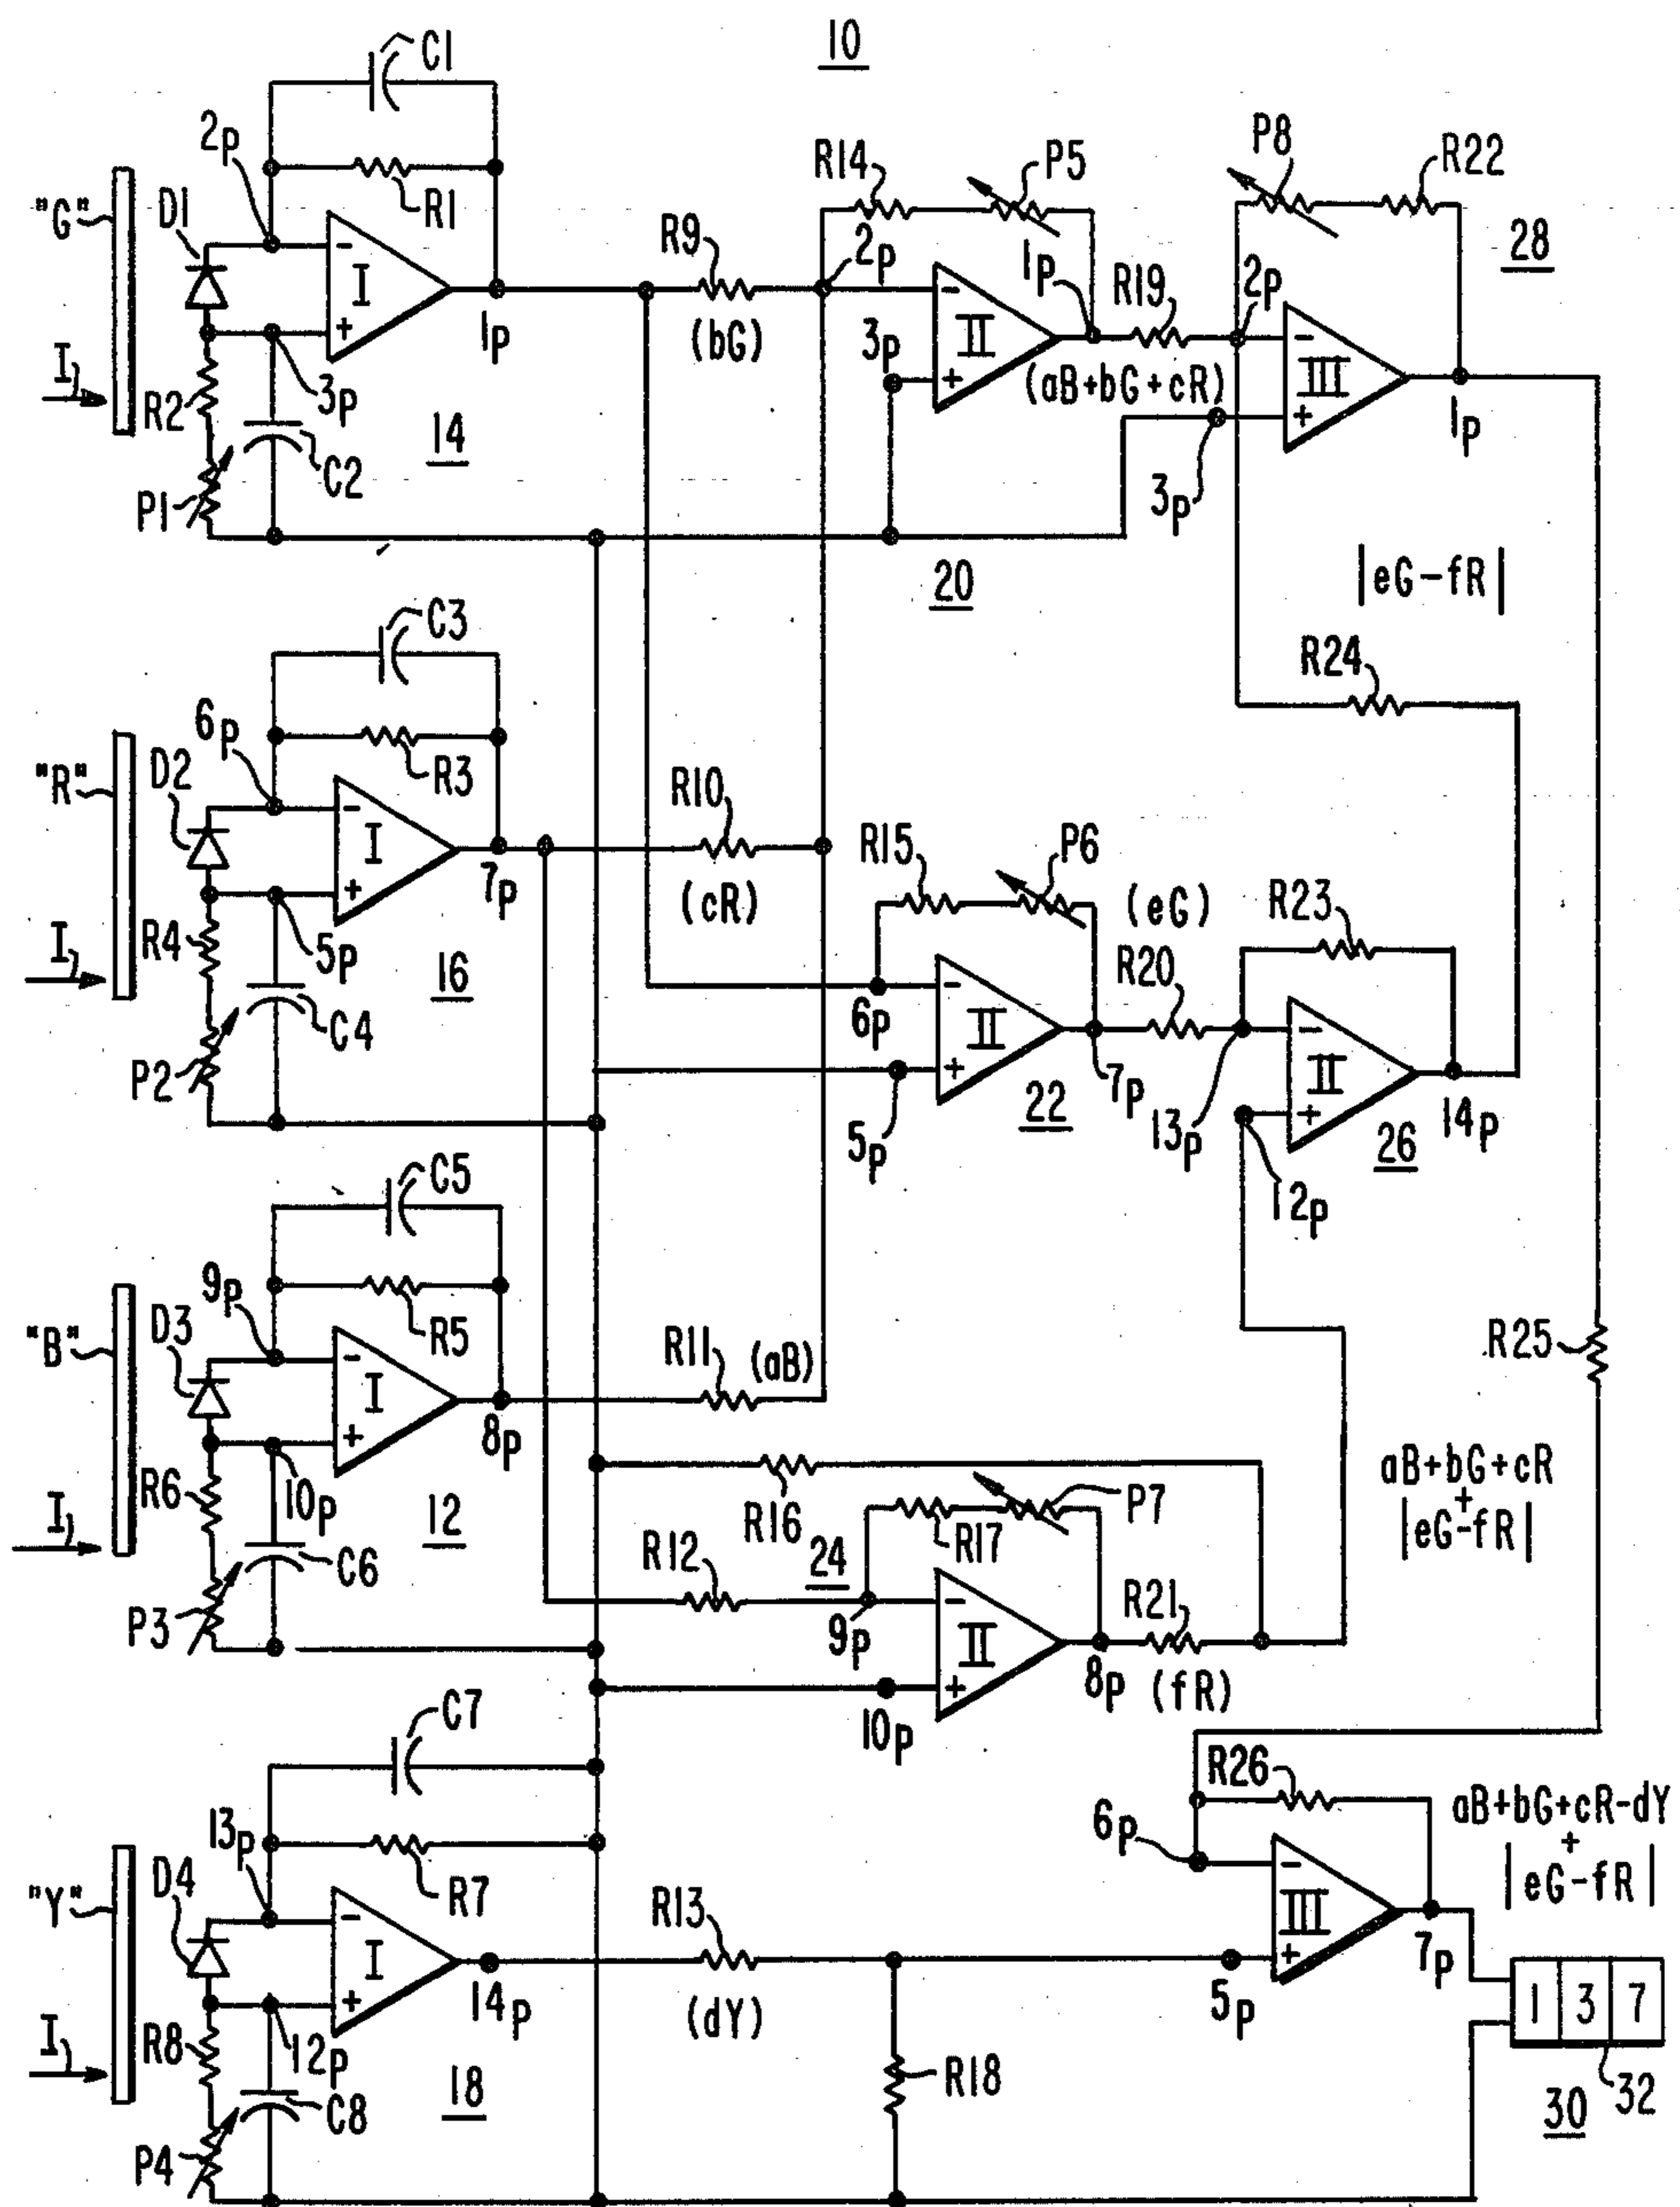 10
C1
2p
R14
P5
P8
R22
"G"
D1
R1
R9
2p
1p
R19
2p
28
I
II
III
1p
(bG)
3p
(aB+bG+cR)
1p
I
R2
3p
14
C2
3p
P1
20
|eG-fR|
C3
R24
6p
"R"
D2
R3
R10
I
7p
(cR)
R15
P6
(eG)
R23
I
R4
5p
16
R20
6p
II
II
C4
7p
13p
14p
P2
22
5p
26
12p
C5
9p
"B"
D3
R5
R11
(aB)
R25
I
8p
R6
10p
aB+bG+cR
+
|eG-fR|
I
12
R16
P7
R12
24
R17
C6
P3
9p
II
R21
8p
(fR)
10p
C7
R26
aB+bG+cR-dY
+
|eG-fR|
13p
6p
"Y"
D4
R7
R13
III
I
14p
7p
5p
1 3 7
(dY)
I
R8
12p
18
R18
32
C8
30
P4